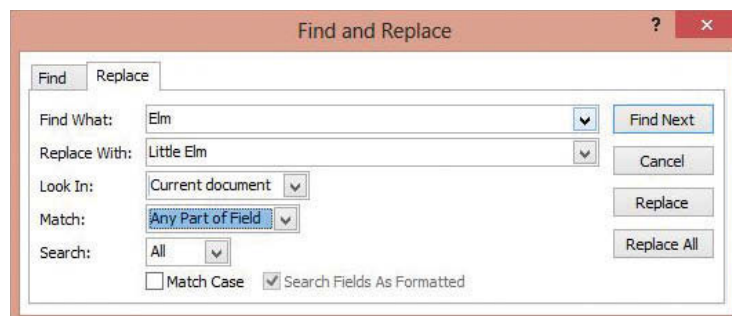 Find and Replace ? ×
Find Replace
Find What: Elm Find Next
Replace With: Little Elm Cancel
Look In: Current document
Match: Any Part of Field Replace
Search: All Replace All
Match Case Search Fields As Formatted